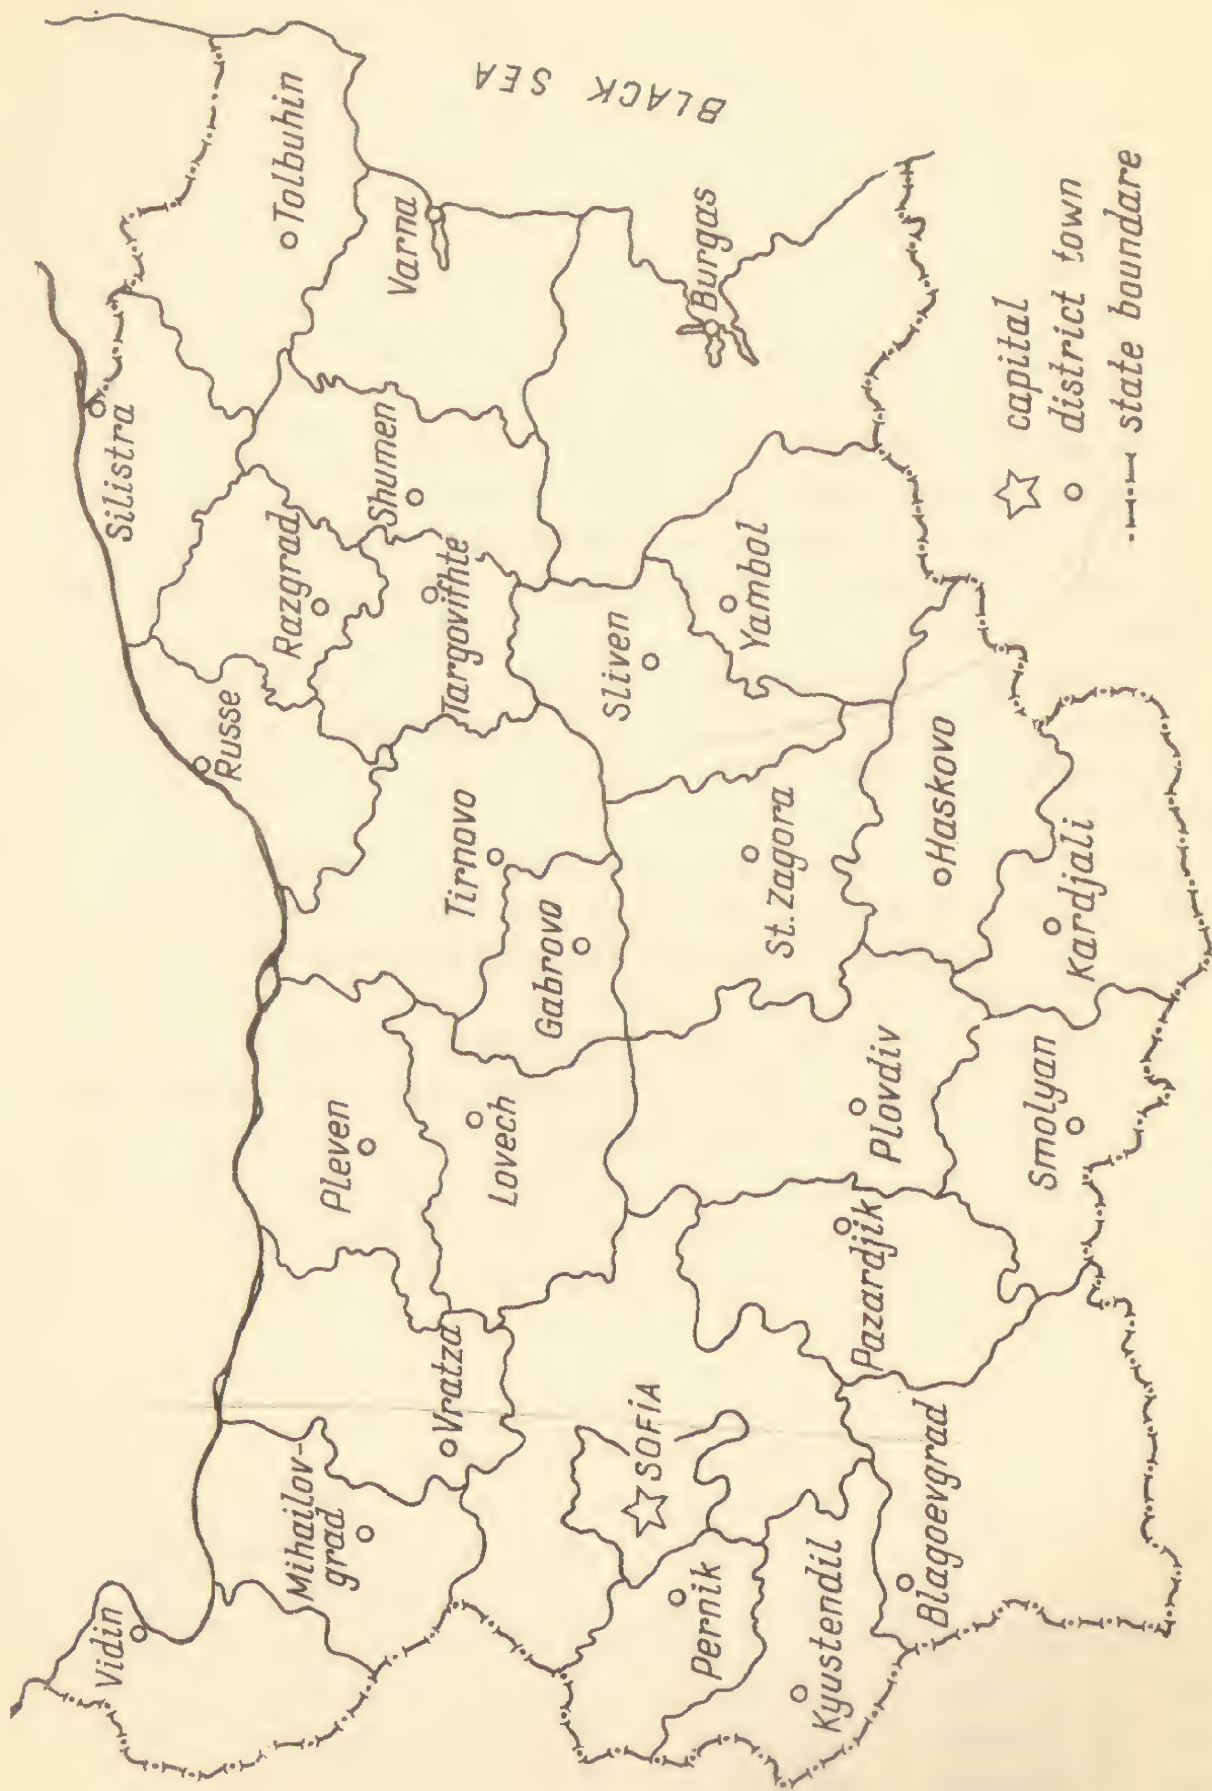 Vidin
Mihailov-
grad
Vratza
Pleven
Lovech
Russe
Silistra
Razgrad
Tolbuhin
Varna
Shumen
Targovifhte
Tirnovo
Gabrovo
BLACK SEA
SOFIA
Pernik
Kyustendil
Blagoevgrad
Pazardjik
Plovdiv
Smolyan
St. Zagora
Sliven
Yambol
Burgas
Haskovo
Kardjali
capital
district town
state boundare